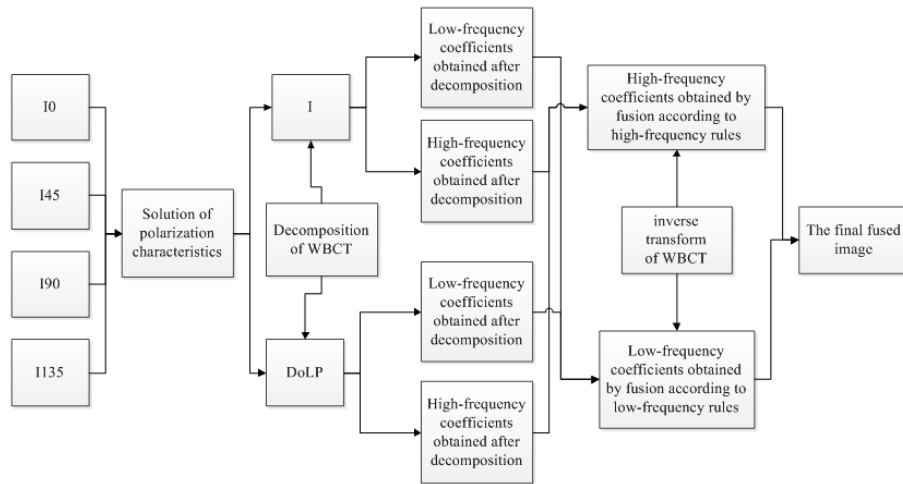 I0
I45
I90
I135
Solution of
polarization
characteristics
I
Decomposition
of WBCT
DoLP
Low-frequency
coefficients
obtained after
decomposition
High-frequency
coefficients
obtained after
decomposition
Low-frequency
coefficients
obtained after
decomposition
High-frequency
coefficients
obtained after
decomposition
High-frequency
coefficients obtained by
fusion according to
high-frequency rules
inverse
transform
of WBCT
Low-frequency
coefficients obtained
by fusion according to
low-frequency rules
The final fused
image